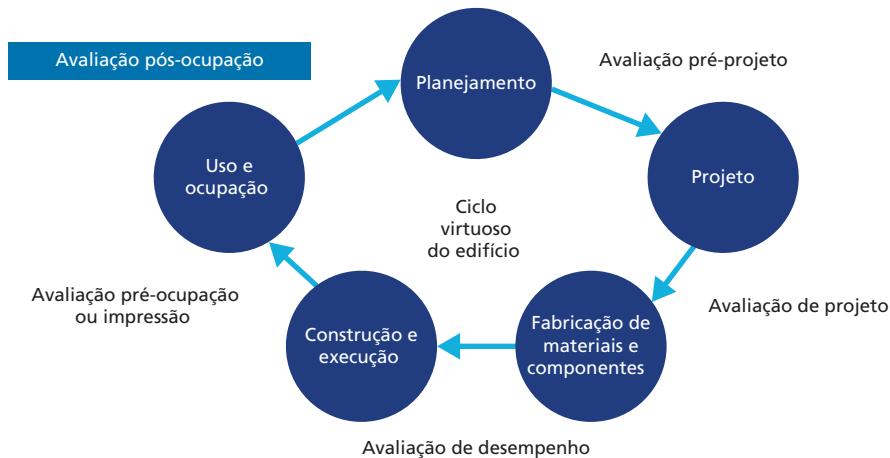 Avaliação pós-ocupação
Planejamento
Avaliação pré-projeto
Uso e
ocupação
Projeto
Ciclo
virtuoso
do edifício
Avaliação pré-ocupação
ou impressão
Construção e
execução
Fabricação de
materiais e
componentes
Avaliação de projeto
Avaliação de desempenho